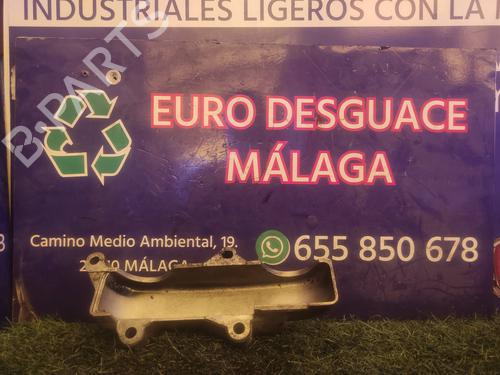 INDUSTRIALES LIGEROS CON LA
B-PARTS
EURO DESGUACE
MÁLAGA
Camino Medio Ambiental, 19.
MÁLAGA
655 850 678